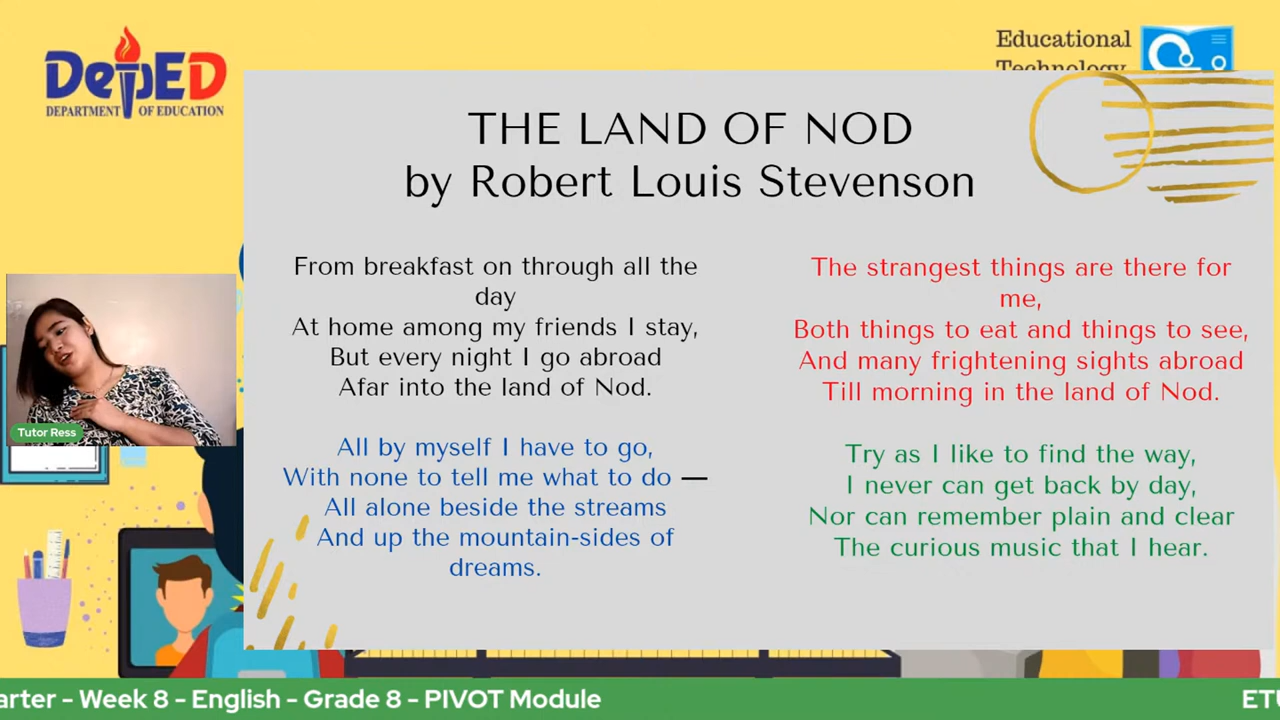 DepED
DEPARTMENT OF EDUCATION
Educational
Technology
THE LAND OF NOD
by Robert Louis Stevenson
From breakfast on through all the
day
At home among my friends I stay,
But every night I go abroad
Afar into the land of Nod.
All by myself I have to go,
With none to tell me what to do —
All alone beside the streams
And up the mountain-sides of
dreams.
The strangest things are there for
me,
Both things to eat and things to see,
And many frightening sights abroad
Till morning in the land of Nod.
Try as I like to find the way,
I never can get back by day,
Nor can remember plain and clear
The curious music that I hear.
Tutor Ress
arter - Week 8 - English - Grade 8 - PIVOT Module